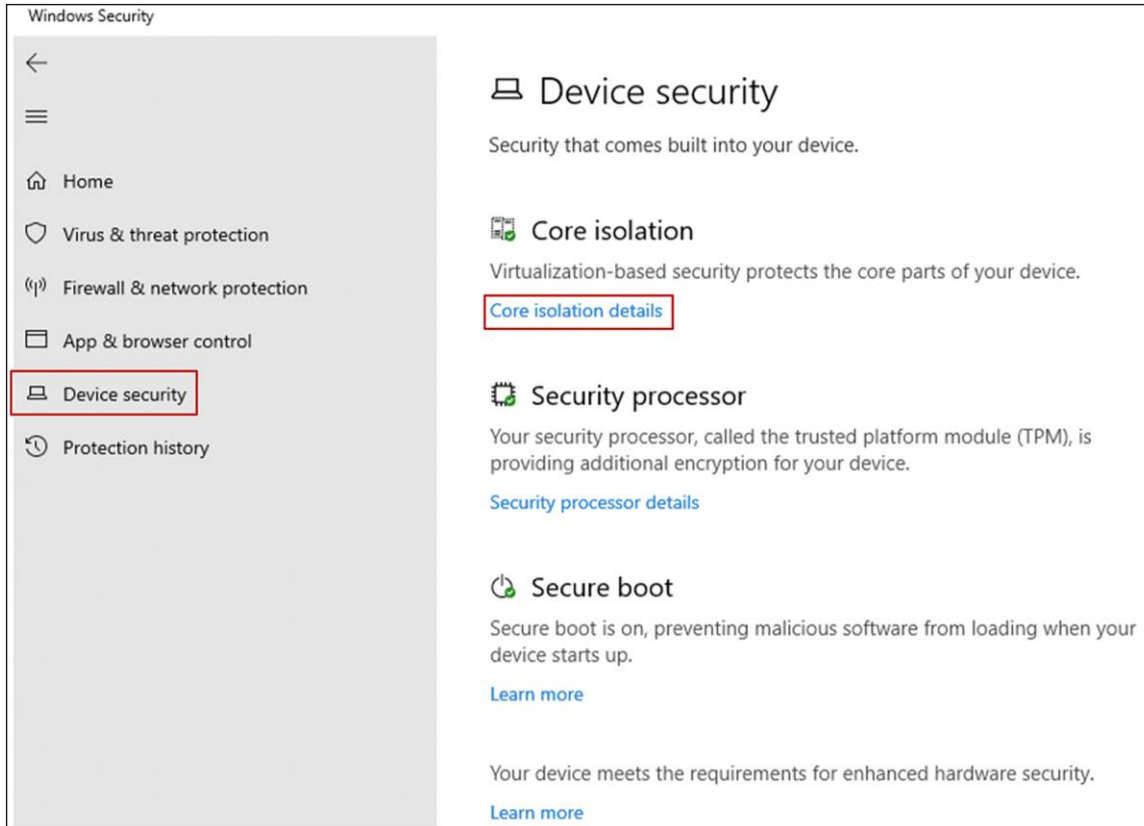 Windows Security
Home
Virus & threat protection
Firewall & network protection
App & browser control
Device security
Protection history
Device security
Security that comes built into your device.
Core isolation
Virtualization-based security protects the core parts of your device.
Core isolation details
Security processor
Your security processor, called the trusted platform module (TPM), is
providing additional encryption for your device.
Security processor details
Secure boot
Secure boot is on, preventing malicious software from loading when your
device starts up.
Learn more
Your device meets the requirements for enhanced hardware security.
Learn more